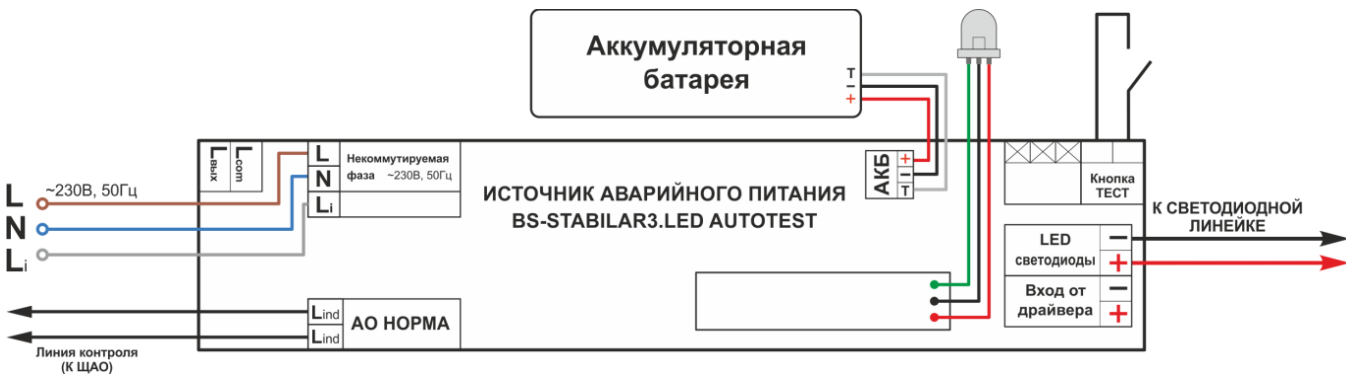 Аккумуляторная
батарея
T
−
+
Lвых
Lcom
L
N
Li
~230В, 50Гц
L
N
Li
Некоммутируемая
фаза ~230В, 50Гц
ИСТОЧНИК АВАРИЙНОГО ПИТАНИЯ
BS-STABILAR3.LED AUTOTEST
АКБ
+
−
T
Кнопка
ТЕСТ
К СВЕТОДИОДНОЙ
ЛИНЕЙКЕ
LED
светодиоды
−
+
Вход от
драйвера
−
+
Lind
Lind
АО НОРМА
Линия контроля
(К ЩАО)